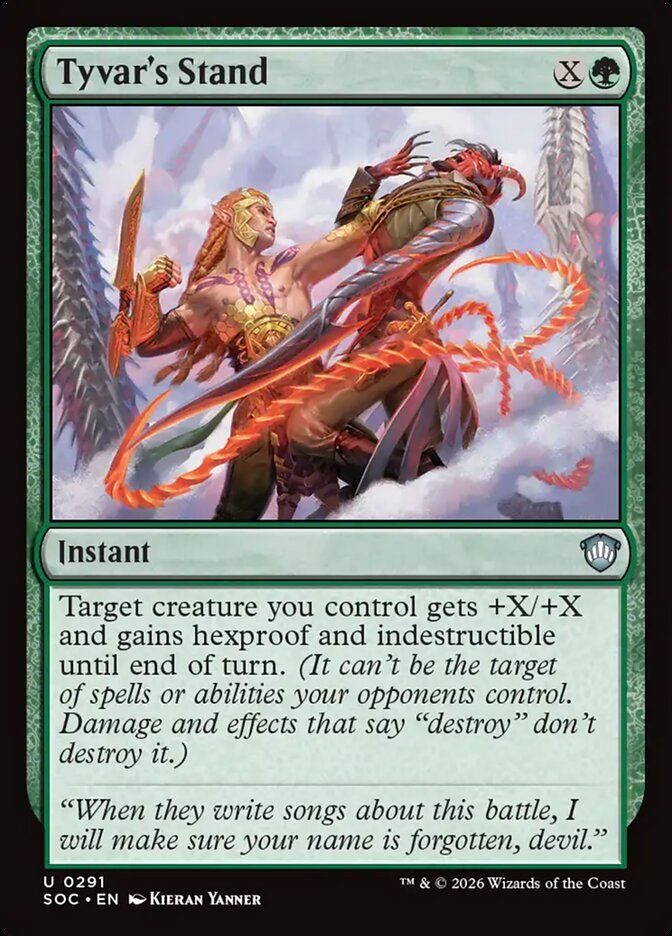 Tyvar's Stand X
Instant
Target creature you control gets +X/+X
and gains hexproof and indestructible
until end of turn. (It can't be the target
of spells or abilities your opponents control.
Damage and effects that say “destroy” don't
destroy it.)
“When they write songs about this battle, I
will make sure your name is forgotten, devil.”
U 0291
SOC • EN Kieran Yanner
™ & © 2026 Wizards of the Coast